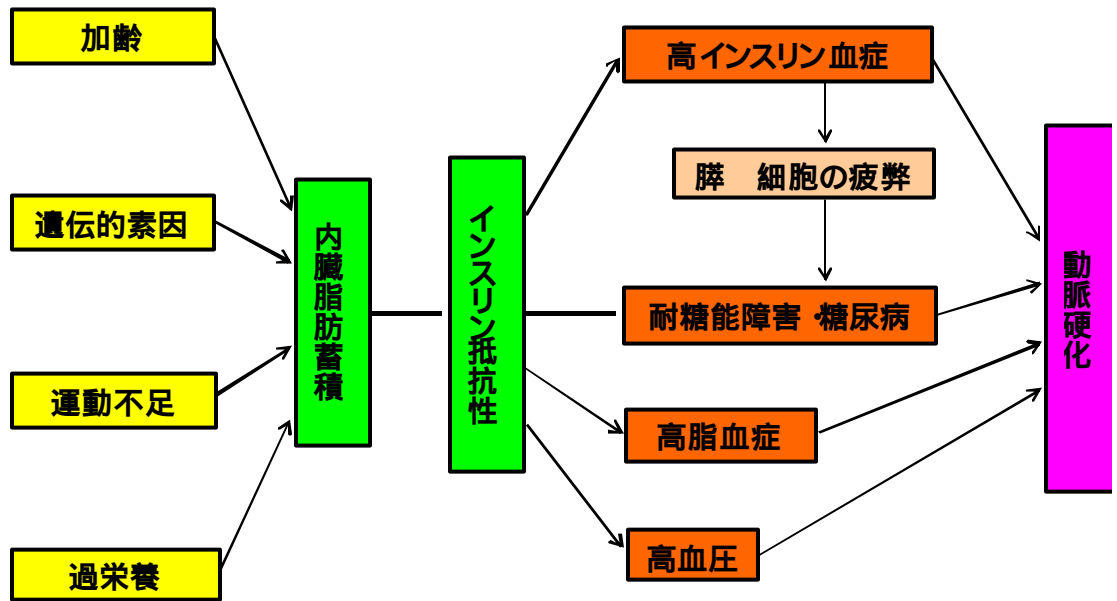 加齢
遺伝的素因
運動不足
過栄養
内臓脂肪蓄積
インスリン抵抗性
高インスリン血症
膵　細胞の疲弊
耐糖能障害・糖尿病
高脂血症
高血圧
動脈硬化